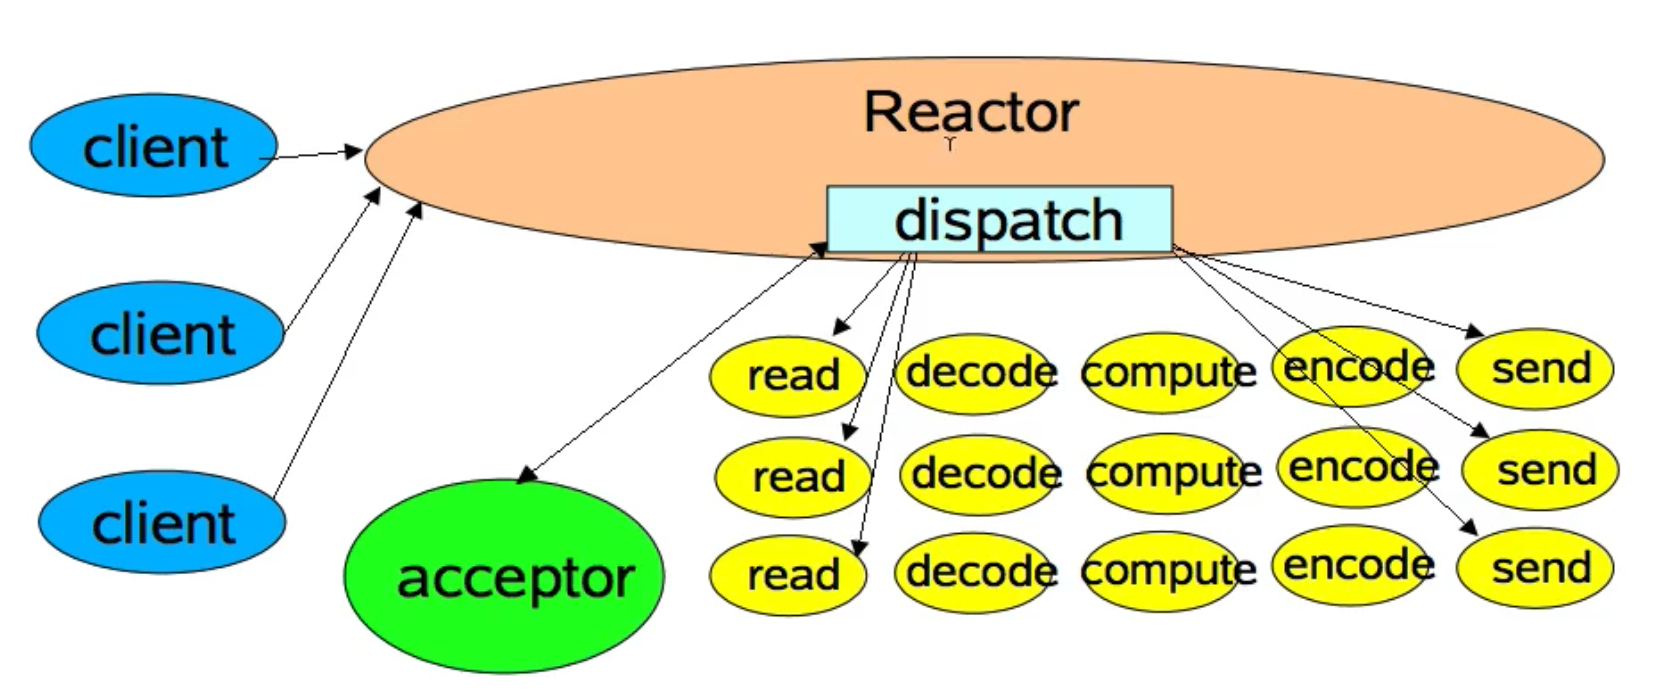 Reactor
client
dispatch
client
read decode compute encode send
read decode compute encode send
client
acceptor
read decode compute encode send